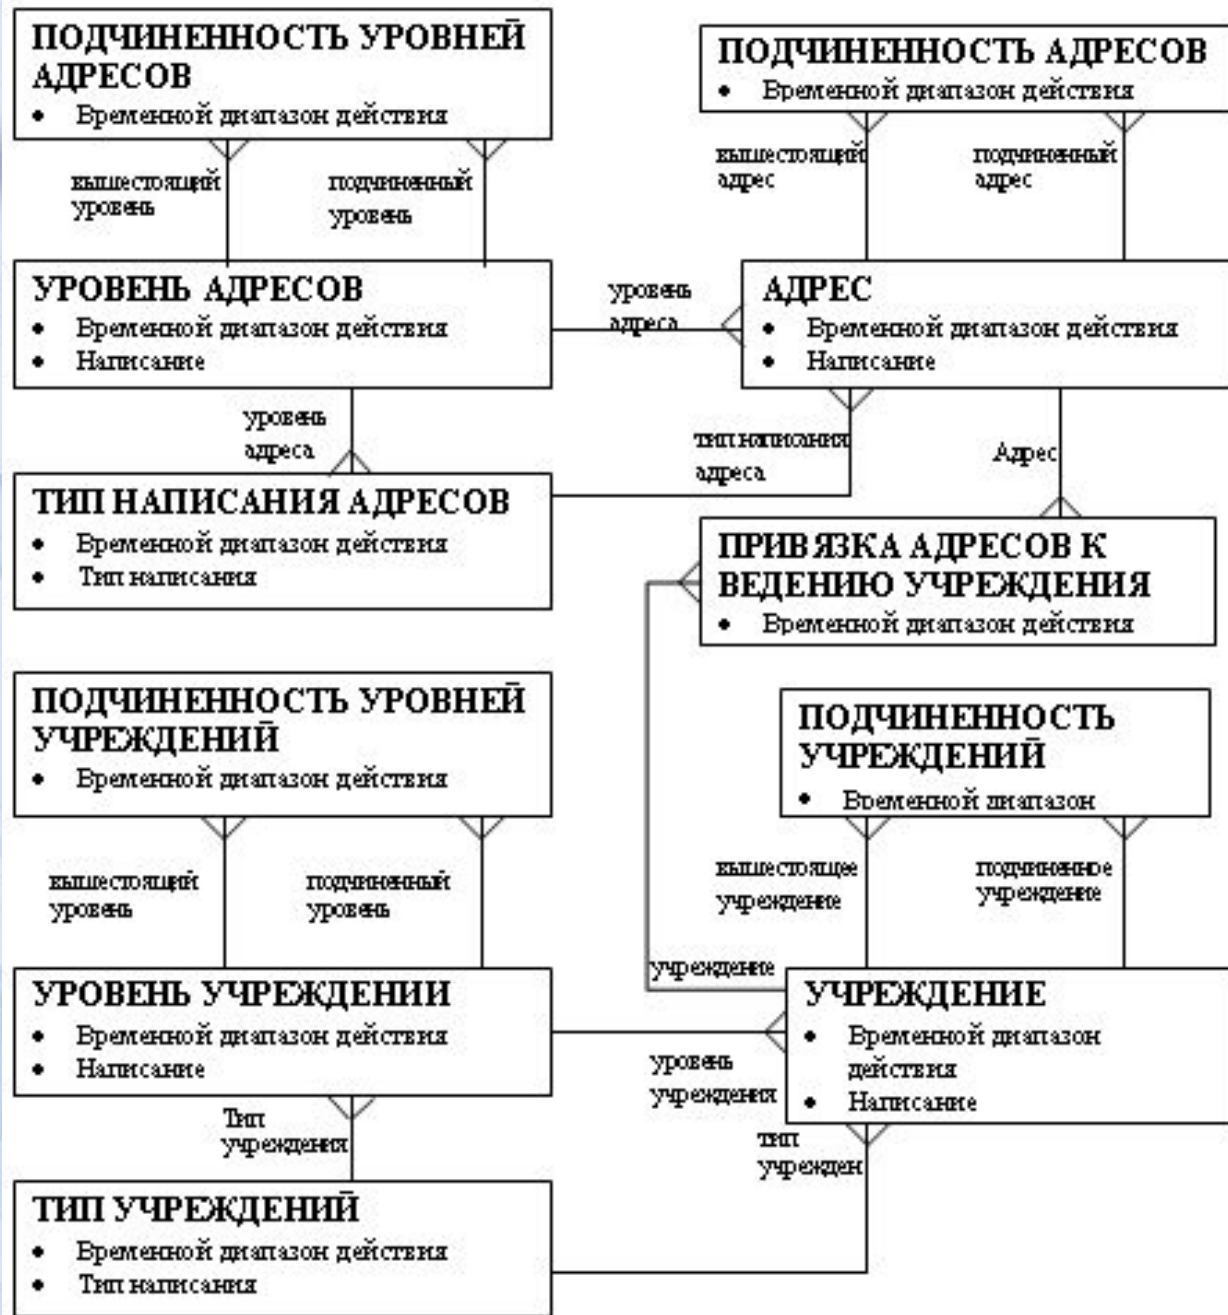 ПОДЧИНЕННОСТЬ УРОВНЕЙ
АДРЕСОВ
• Временной диапазон действия
вышестоящий
уровень
подчиненный
уровень
УРОВЕНЬ АДРЕСОВ
• Временной диапазон действия
• Написание
уровень
адреса
ТИП НАПИСАНИЯ АДРЕСОВ
• Временной диапазон действия
• Тип написания
ПОДЧИНЕННОСТЬ АДРЕСОВ
• Временной диапазон действия
вышестоящий
адрес
подчиненный
адрес
уровень
адреса
АДРЕС
• Временной диапазон действия
• Написание
тип написания
адреса
Адрес
ПРИВЯЗКА АДРЕСОВ К
ВЕДЕНИЮ УЧРЕЖДЕНИЯ
• Временной диапазон действия
ПОДЧИНЕННОСТЬ УРОВНЕЙ
УЧРЕЖДЕНИЙ
• Временной диапазон действия
вышестоящий
уровень
подчиненный
уровень
УРОВЕНЬ УЧРЕЖДЕНИИ
• Временной диапазон действия
• Написание
Тип
учреждения
ТИП УЧРЕЖДЕНИЙ
• Временной диапазон действия
• Тип написания
ПОДЧИНЕННОСТЬ
УЧРЕЖДЕНИЙ
• Временной диапазон
вышестоящее
учреждение
подчиненное
учреждение
учреждение
УЧРЕЖДЕНИЕ
• Временной диапазон
действия
• Написание
уровень
учреждения
тип
учрежден